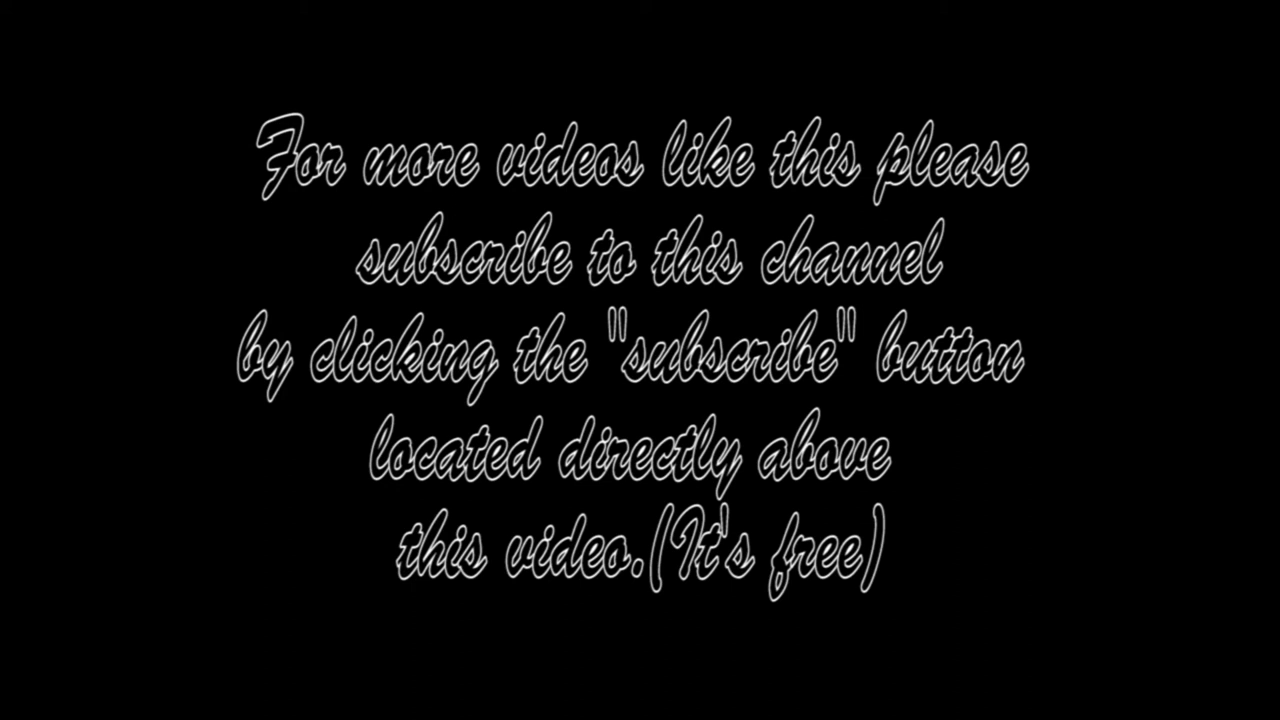 For more videos like this please
subscribe to this channel
by clicking the "subscribe" button
located directly above
this video.(It's free)